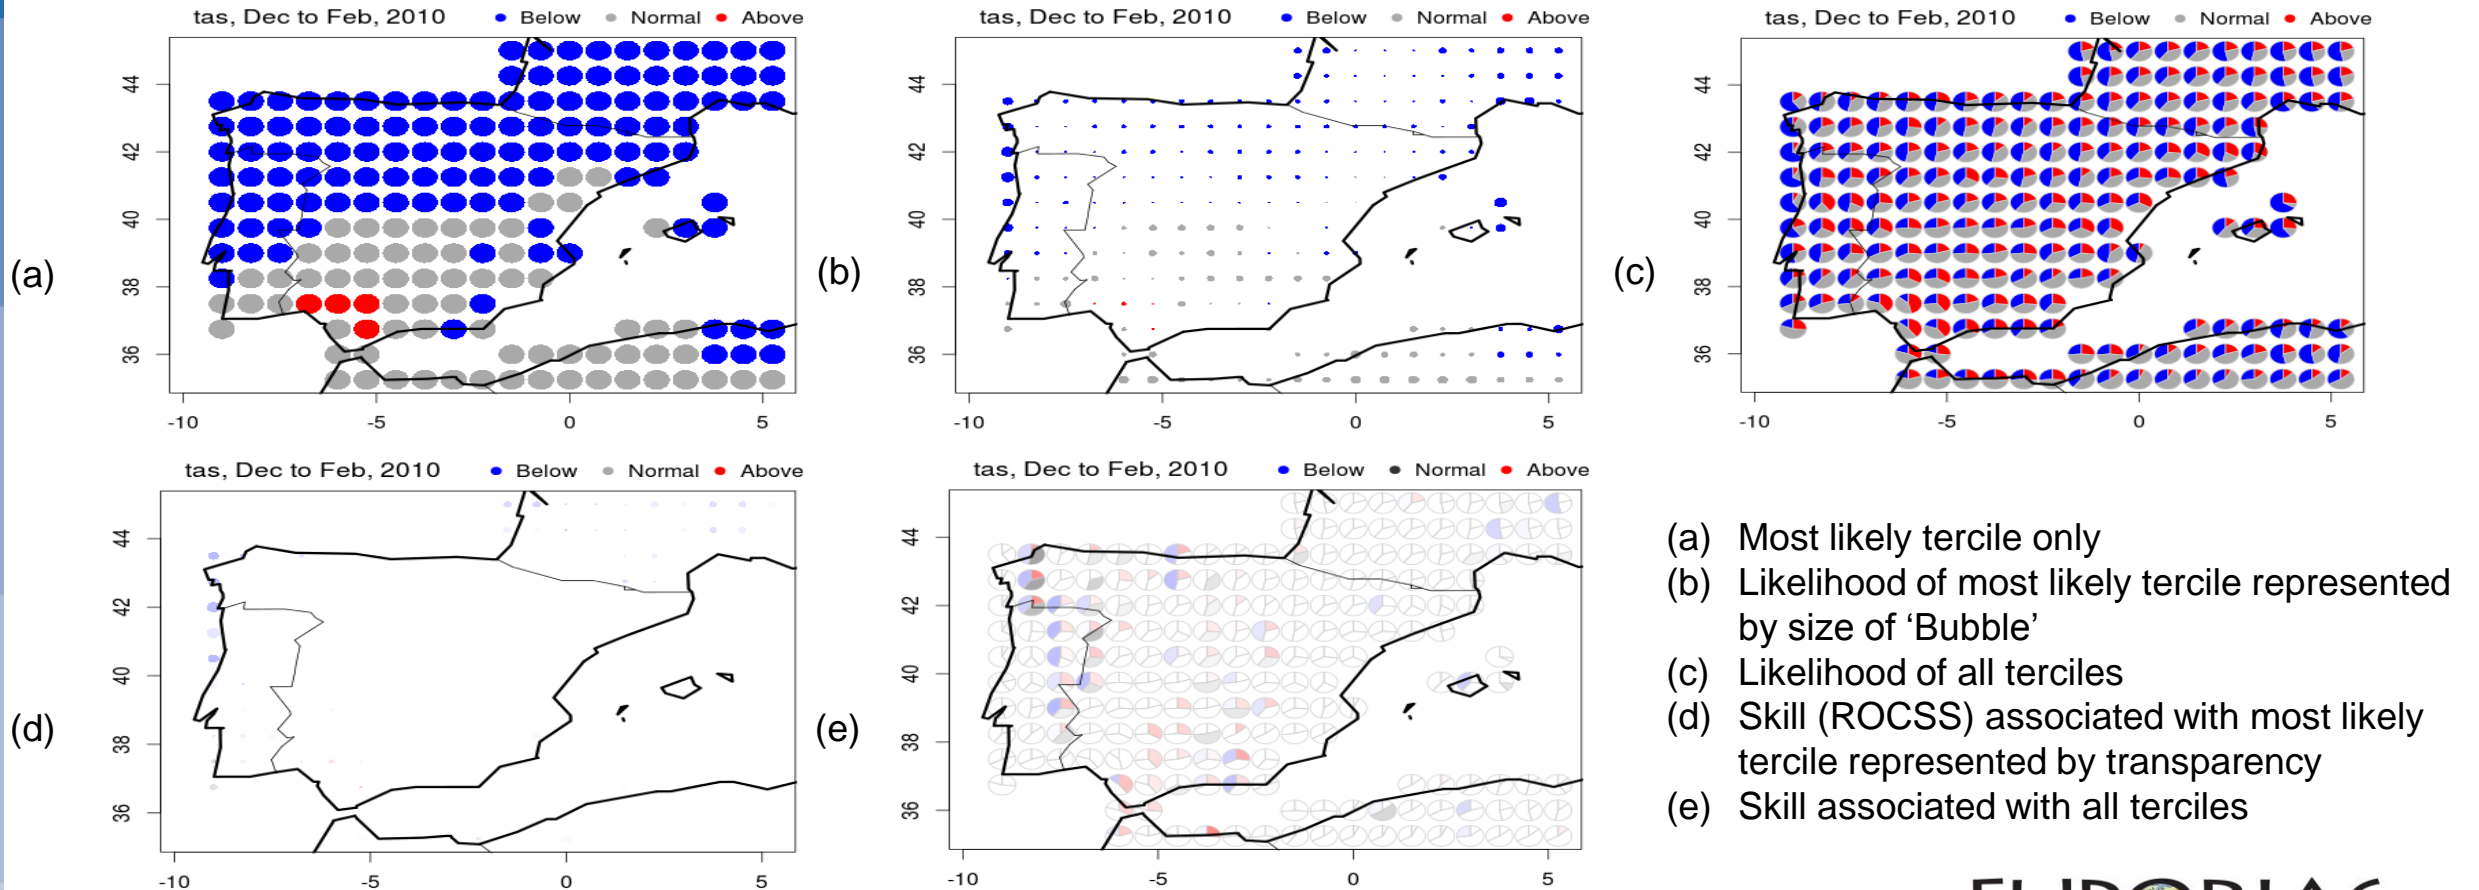 tas, Dec to Feb, 2010 Below Normal Above
tas, Dec to Feb, 2010 Below Normal Above
tas, Dec to Feb, 2010 Below Normal Above
44
42
40
38
36
-10 -5 0 5
(a)
44
42
40
38
36
-10 -5 0 5
(b)
44
42
40
38
36
-10 -5 0 5
(c)
tas, Dec to Feb, 2010 Below Normal Above
tas, Dec to Feb, 2010 Below Normal Above
44
42
40
38
36
-10 -5 0 5
(d)
44
42
40
38
36
-10 -5 0 5
(e)
(a) Most likely tercile only
(b) Likelihood of most likely tercile represented
by size of ‘Bubble’
(c) Likelihood of all terciles
(d) Skill (ROCSS) associated with most likely
tercile represented by transparency
(e) Skill associated with all terciles